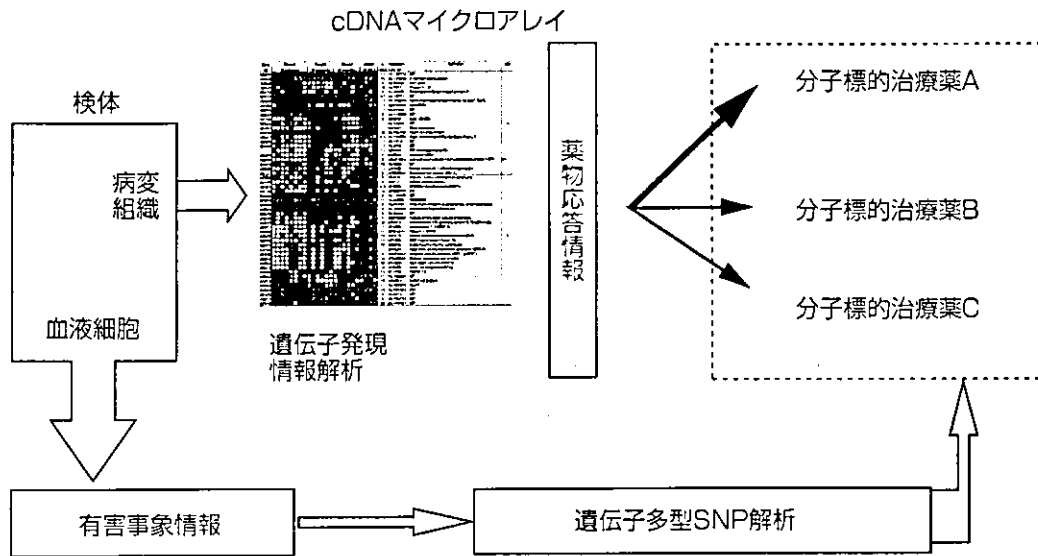 cDNAマイクロアレイ
検体
病変
組織
血液細胞
遺伝子発現
情報解析
薬物応答情報
分子標的治療薬A
分子標的治療薬B
分子標的治療薬C
有害事象情報
遺伝子多型SNP解析